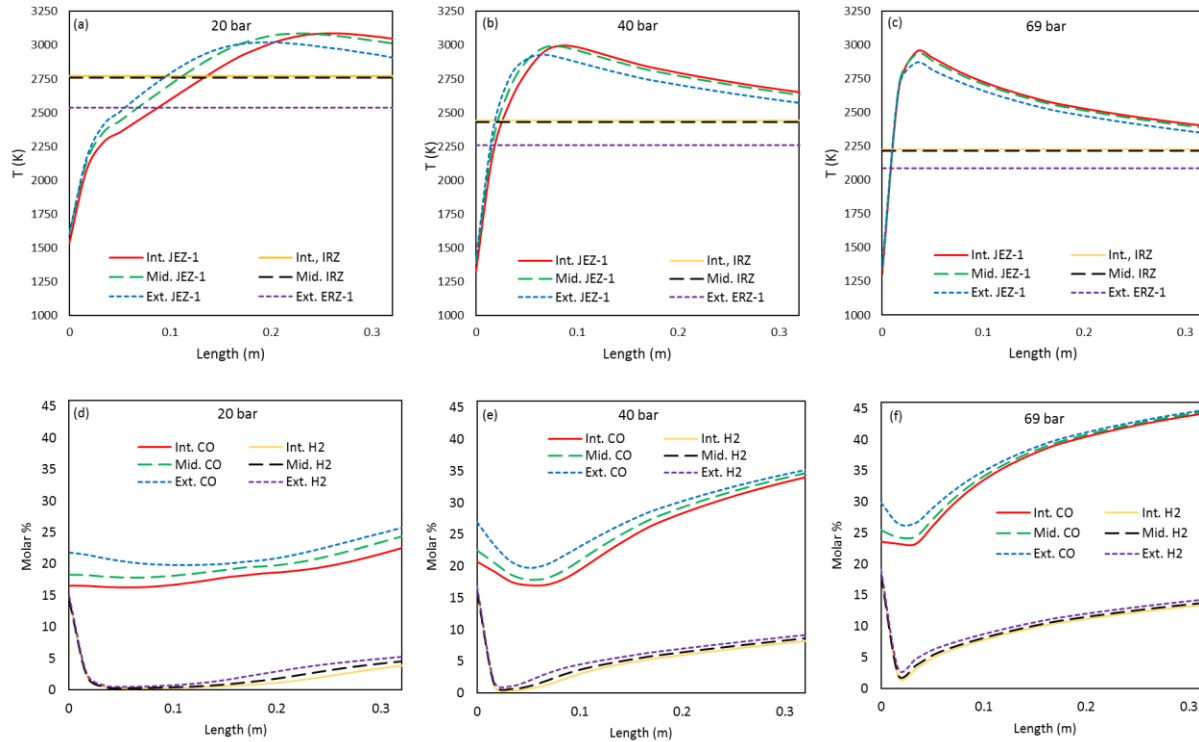 (a) 20 bar
3250
3000
2750
2500
2250
2000
1750
1500
1250
1000
T (K)
Int. JEZ-1 Int., IRZ
Mid. JEZ-1 Mid. IRZ
Ext. JEZ-1 Ext. ERZ-1
0 0.1 0.2 0.3
Length (m)
(b) 40 bar
3250
3000
2750
2500
2250
2000
1750
1500
1250
1000
T (K)
Int. JEZ-1 Int., IRZ
Mid. JEZ-1 Mid. IRZ
Ext. JEZ-1 Ext. ERZ-1
0 0.1 0.2 0.3
Length (m)
(c) 69 bar
3250
3000
2750
2500
2250
2000
1750
1500
1250
1000
T (K)
Int. JEZ-1 Int., IRZ
Mid. JEZ-1 Mid. IRZ
Ext. JEZ-1 Ext. ERZ-1
0 0.1 0.2 0.3
Length (m)
(d) 20 bar
45
40
35
30
25
20
15
10
5
0
Molar %
Int. CO Int. H2
Mid. CO Mid. H2
Ext. CO Ext. H2
0 0.1 0.2 0.3
Length (m)
(e) 40 bar
45
40
35
30
25
20
15
10
5
0
Molar %
Int. CO Int. H2
Mid. CO Mid. H2
Ext. CO Ext. H2
0 0.1 0.2 0.3
Length (m)
(f) 69 bar
45
40
35
30
25
20
15
10
5
0
Molar %
Int. CO Int. H2
Mid. CO Mid. H2
Ext. CO Ext. H2
0 0.1 0.2 0.3
Length (m)